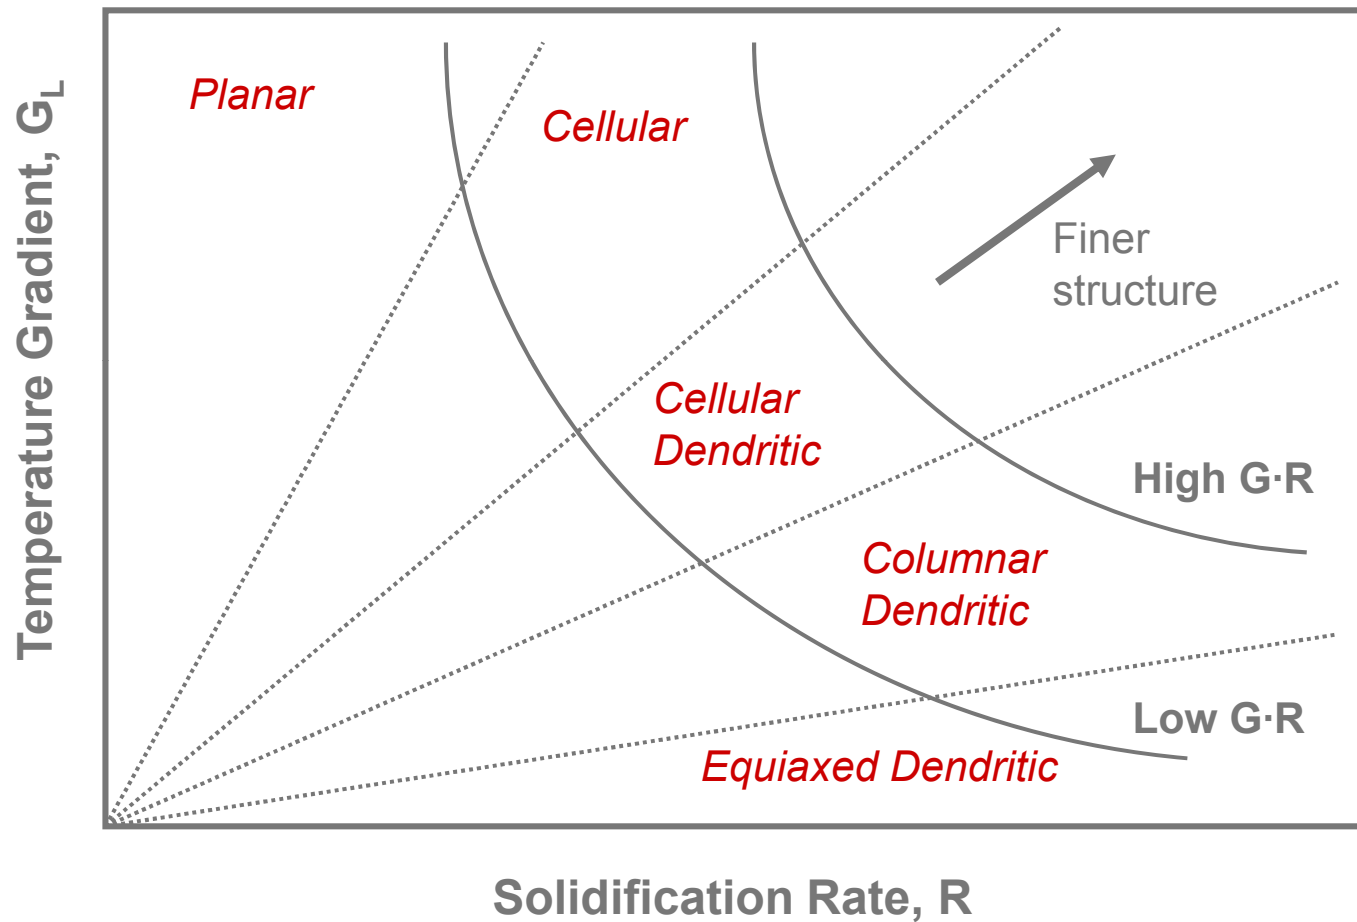 Temperature Gradient, GL
Planar
Cellular
Finer
structure
Cellular
Dendritic
High G·R
Columnar
Dendritic
Low G·R
Equiaxed Dendritic
Solidification Rate, R